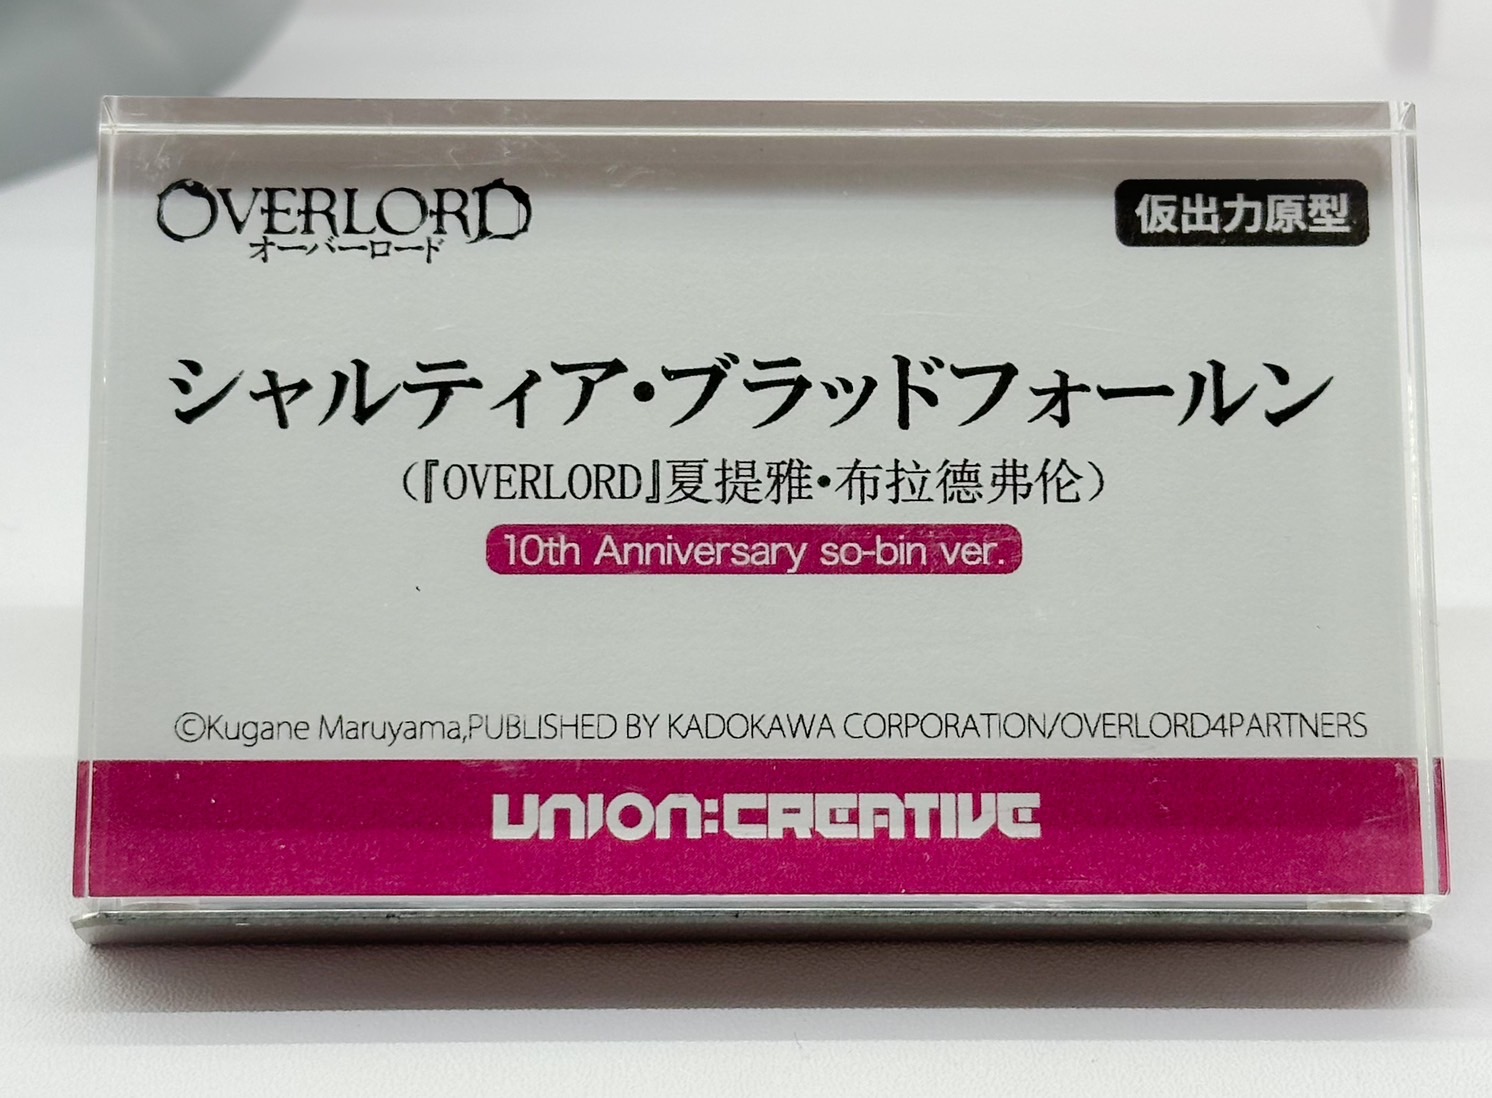 OVERLORD
オーバーロード
仮出力原型
シャルティア・ブラッドフォールン
（『OVERLORD』夏提雅・布拉德弗伦）
10th Anniversary so-bin ver.
©Kugane Maruyama,PUBLISHED BY KADOKAWA CORPORATION/OVERLORD4PARTNERS
UNION:CREATIVE